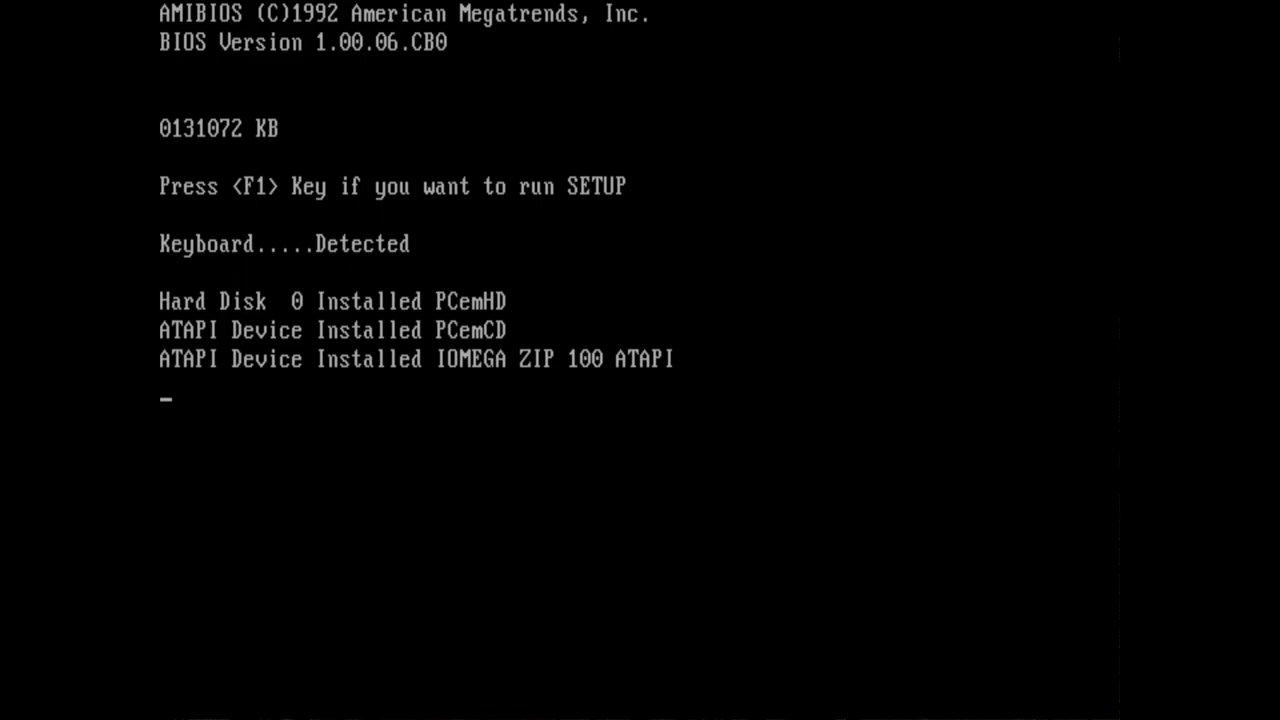 AMIBIOS (C)1992 American Megatrends, Inc.
BIOS Version 1.00.06.CB0
0131072 KB
Press <F1> Key if you want to run SETUP
Keyboard.....Detected
Hard Disk  0 Installed PCemHD
ATAPI Device Installed PCemCD
ATAPI Device Installed IOMEGA ZIP 100 ATAPI